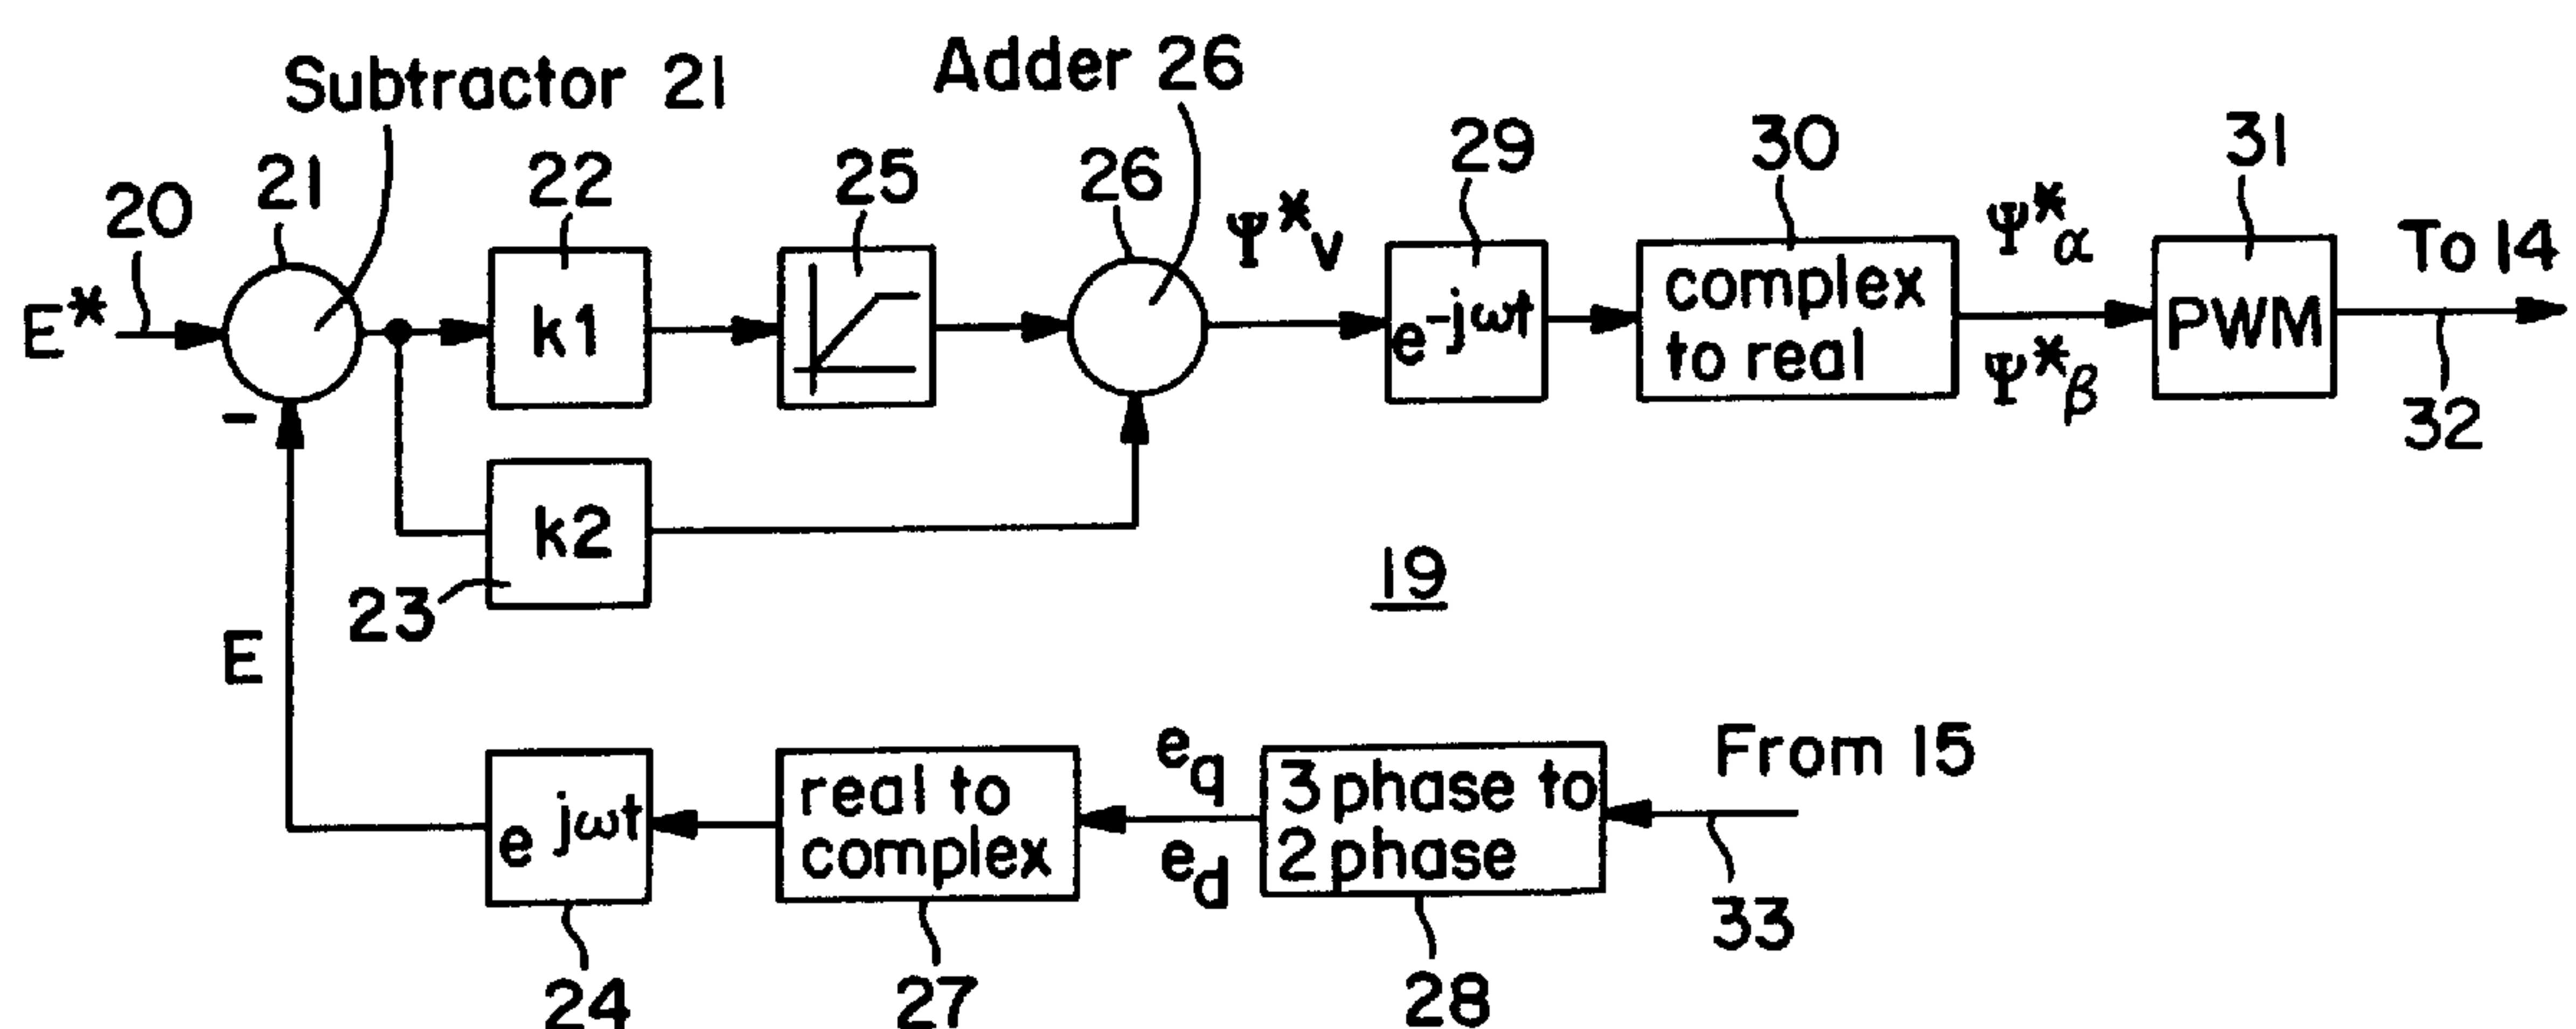 Subtractor 21
Adder 26
20
21
22
25
26
29
30
31
E*
k1
Ψ*v
e-jωt
complex
to real
Ψ*α
Ψ*β
PWM
To 14
32
-
k2
23
19
E
e jωt
real to
complex
eq
ed
3 phase to
2 phase
From 15
33
24
27
28